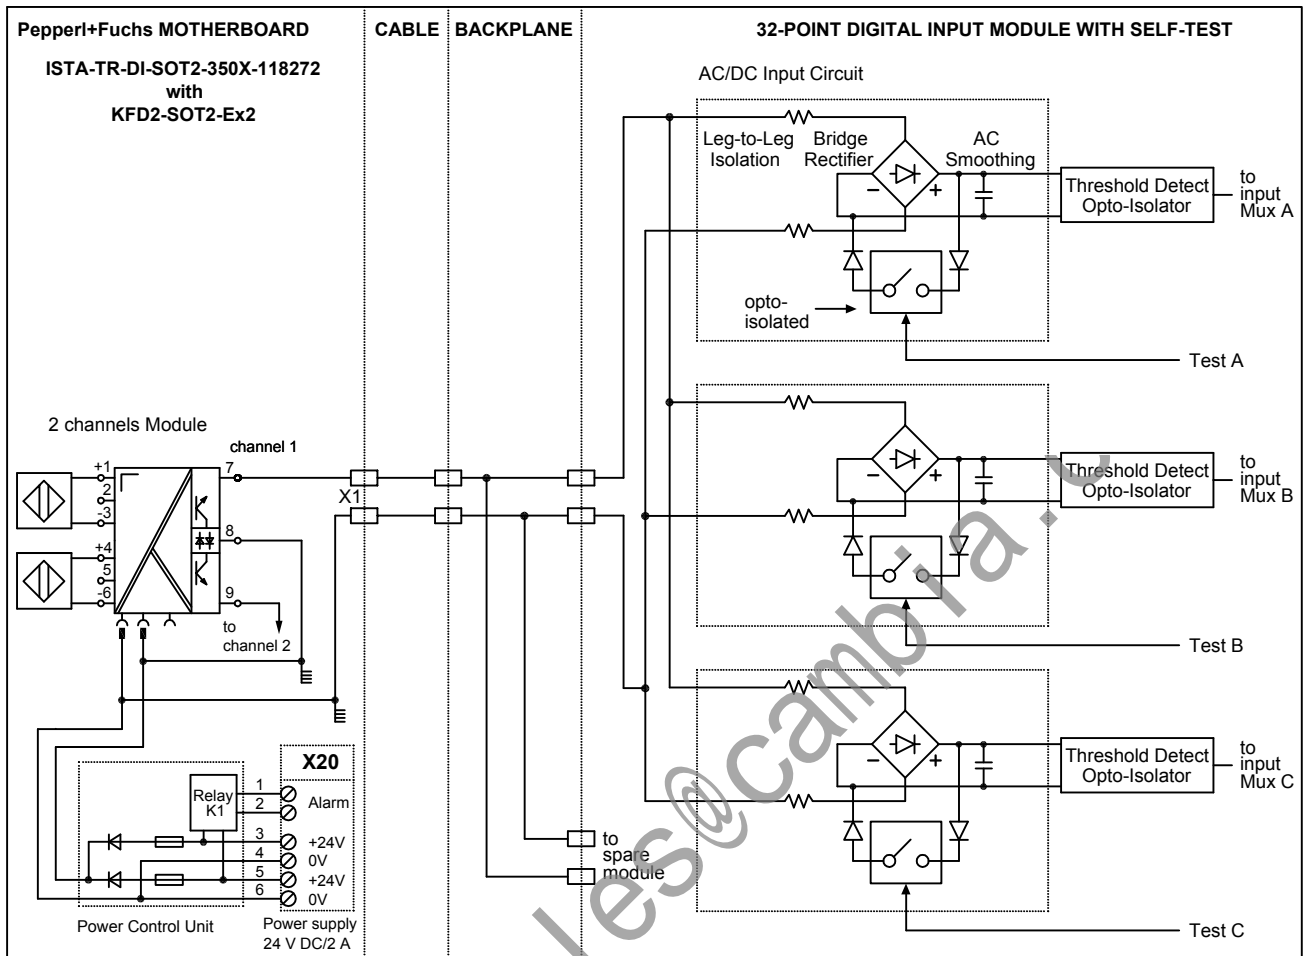 Pepperl+Fuchs MOTHERBOARD
CABLE
BACKPLANE
32-POINT DIGITAL INPUT MODULE WITH SELF-TEST
ISTA-TR-DI-SOT2-350X-118272
with
KFD2-SOT2-Ex2
AC/DC Input Circuit
Leg-to-Leg
Isolation
Bridge
Rectifier
AC
Smoothing
- +
Threshold Detect
Opto-Isolator
to
input
Mux A
opto-
isolated
Test A
2 channels Module
channel 1
+1
2
-3
+4
5
-6
7
8
9
to
channel 2
X1
- +
Threshold Detect
Opto-Isolator
to
input
Mux B
Test B
- +
Threshold Detect
Opto-Isolator
to
input
Mux C
Test C
to
spare
module
X20
Relay
K1
1
2
Alarm
3 +24V
4 0V
5 +24V
6 0V
Power Control Unit
Power supply
24 V DC/2 A
les@cambia.c